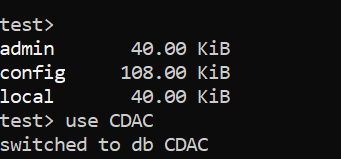 test>
admin 40.00 KiB
config 108.00 KiB
local 40.00 KiB
test> use CDAC
switched to db CDAC